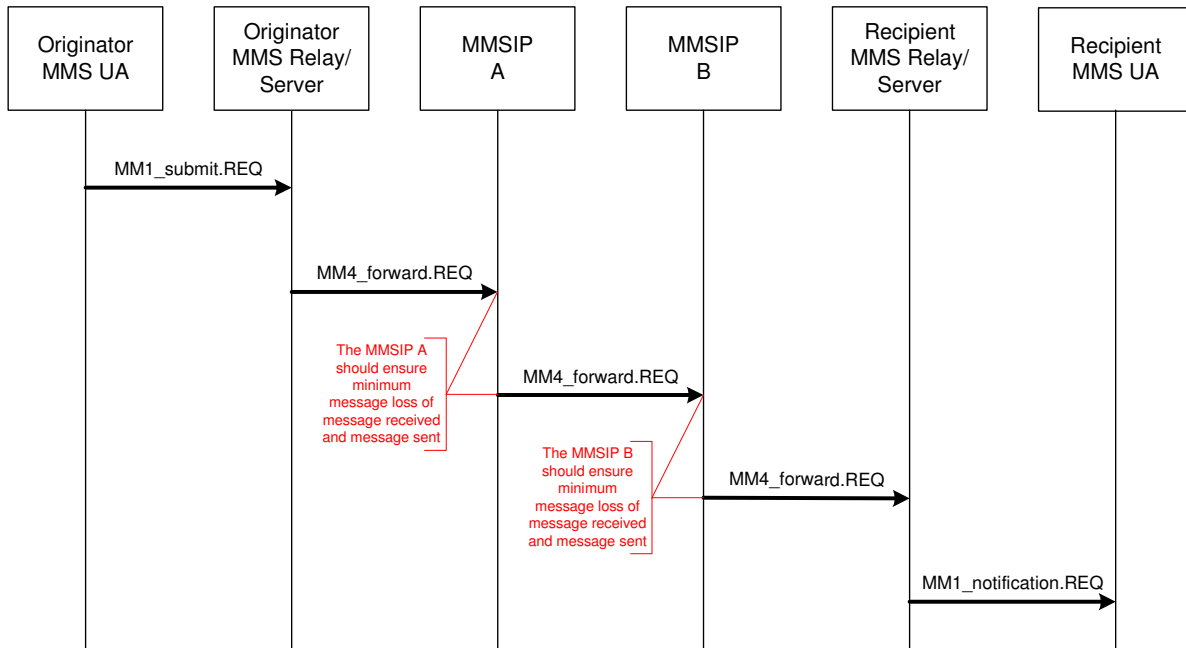 Originator
MMS UA
Originator
MMS Relay/
Server
MMSIP
A
MMSIP
B
Recipient
MMS Relay/
Server
Recipient
MMS UA
MM1_submit.REQ
MM4_forward.REQ
The MMSIP A
should ensure
minimum
message loss of
message received
and message sent
MM4_forward.REQ
The MMSIP B
should ensure
minimum
message loss of
message received
and message sent
MM4_forward.REQ
MM1_notification.REQ